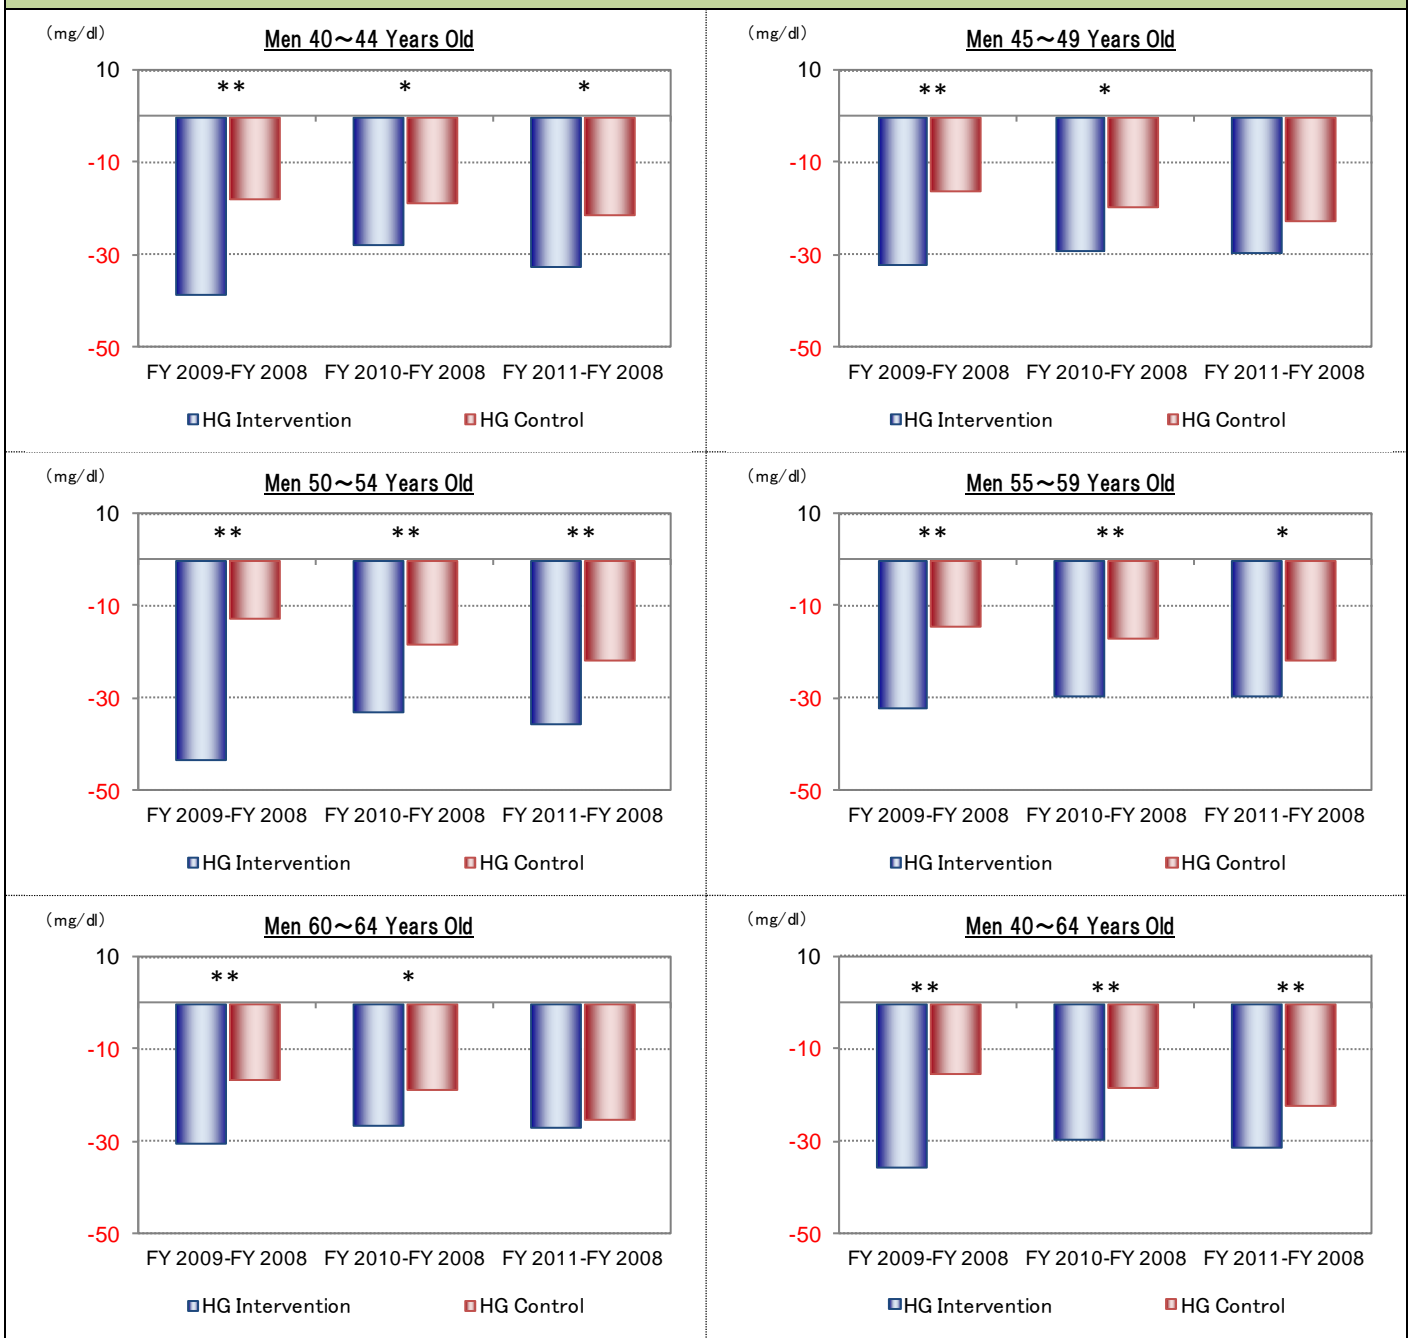 (mg/dl)
Men 40～44 Years Old
10
-10
-30
-50
** * *
FY 2009-FY 2008 FY 2010-FY 2008 FY 2011-FY 2008
HG Intervention HG Control
(mg/dl)
Men 45～49 Years Old
10
-10
-30
-50
** *
FY 2009-FY 2008 FY 2010-FY 2008 FY 2011-FY 2008
HG Intervention HG Control
(mg/dl)
Men 50～54 Years Old
10
-10
-30
-50
** ** **
FY 2009-FY 2008 FY 2010-FY 2008 FY 2011-FY 2008
HG Intervention HG Control
(mg/dl)
Men 55～59 Years Old
10
-10
-30
-50
** ** *
FY 2009-FY 2008 FY 2010-FY 2008 FY 2011-FY 2008
HG Intervention HG Control
(mg/dl)
Men 60～64 Years Old
10
-10
-30
-50
** *
FY 2009-FY 2008 FY 2010-FY 2008 FY 2011-FY 2008
HG Intervention HG Control
(mg/dl)
Men 40～64 Years Old
10
-10
-30
-50
** ** **
FY 2009-FY 2008 FY 2010-FY 2008 FY 2011-FY 2008
HG Intervention HG Control